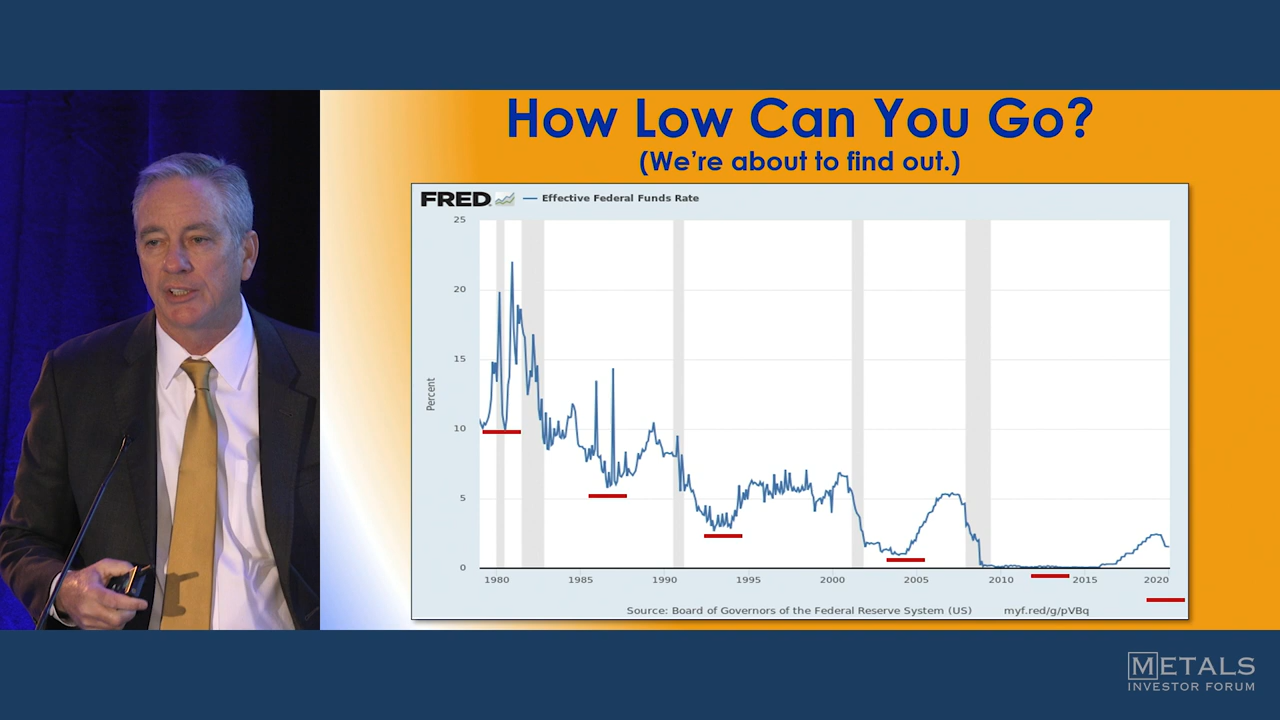 How Low Can You Go?
(We're about to find out.)
FRED
Effective Federal Funds Rate
25
20
15
10
5
0
Percent
1980 1985 1990 1995 2000 2005 2010 2015 2020
Source: Board of Governors of the Federal Reserve System (US) myf.red/g/pVBq
METALS
INVESTOR FORUM